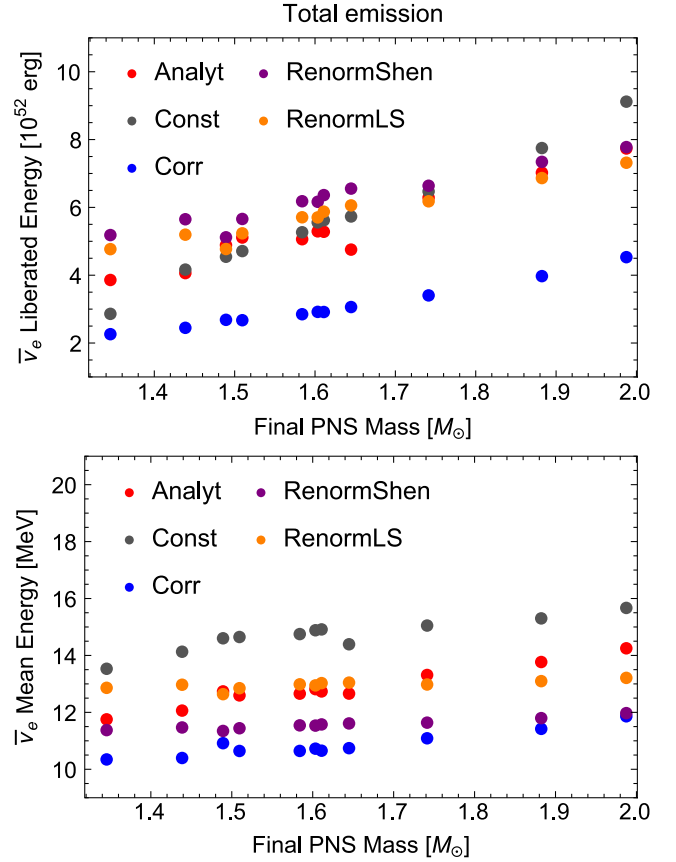 Total emission
ν̅e Liberated Energy [10^52 erg]
10
8
6
4
2
Analyt
RenormShen
Const
RenormLS
Corr
1.4 1.5 1.6 1.7 1.8 1.9 2.0
Final PNS Mass [M⊙]
ν̅e Mean Energy [MeV]
20
18
16
14
12
10
Analyt
RenormShen
Const
RenormLS
Corr
1.4 1.5 1.6 1.7 1.8 1.9 2.0
Final PNS Mass [M⊙]